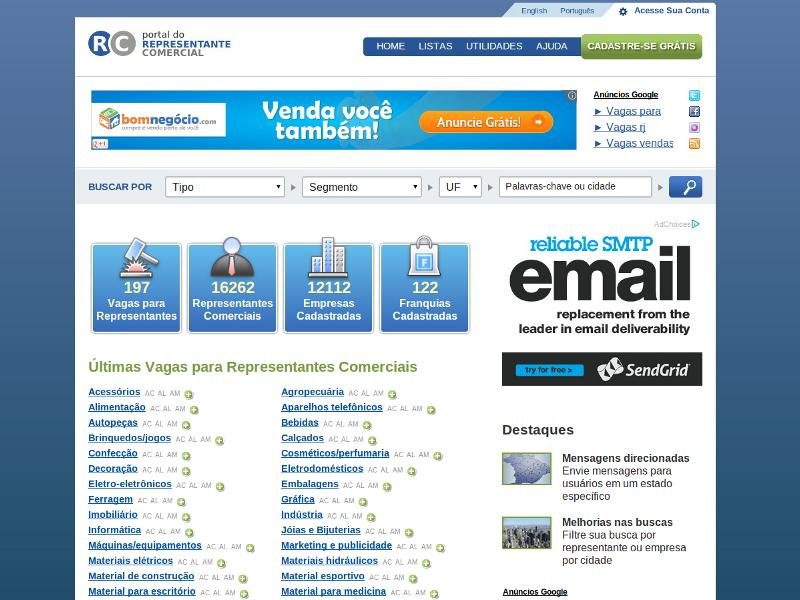 English Português Acesse Sua Conta
RC portal do
REPRESENTANTE
COMERCIAL
HOME LISTAS UTILIDADES AJUDA CADASTRE-SE GRÁTIS
bomnegócio.com
compre e venda perto de você
Venda você
também!
Anuncie Grátis!
Anúncios Google
► Vagas para
► Vagas rj
► Vagas vendas
BUSCAR POR Tipo Segmento UF Palavras-chave ou cidade
AdChoices
197
Vagas para
Representantes
16262
Representantes
Comerciais
12112
Empresas
Cadastradas
122
Franquias
Cadastradas
reliable SMTP
email
replacement from the
leader in email deliverability
try for free > SendGrid
Últimas Vagas para Representantes Comerciais
Acessórios AC AL AM Agropecuária AC AL AM
Alimentação AC AL AM Aparelhos telefônicos AC AL AM
Autopeças AC AL AM Bebidas AC AL AM
Brinquedos/jogos AC AL AM Calçados AC AL AM
Confecção AC AL AM Cosméticos/perfumaria AC AL AM
Decoração AC AL AM Eletrodomésticos AC AL AM
Eletro-eletrônicos AC AL AM Embalagens AC AL AM
Ferragem AC AL AM Gráfica AC AL AM
Imobiliário AC AL AM Indústria AC AL AM
Informática AC AL AM Jóias e Bijuterias AC AL AM
Máquinas/equipamentos AC AL AM Marketing e publicidade AC AL AM
Materiais elétricos AC AL AM Materiais hidráulicos AC AL AM
Material de construção AC AL AM Material esportivo AC AL AM
Material para escritório AC AL AM Material para medicina AC AL AM
Destaques
Mensagens direcionadas
Envie mensagens para
usuários em um estado
específico
Melhorias nas buscas
Filtre sua busca por
representante ou empresa
por cidade
Anúncios Google